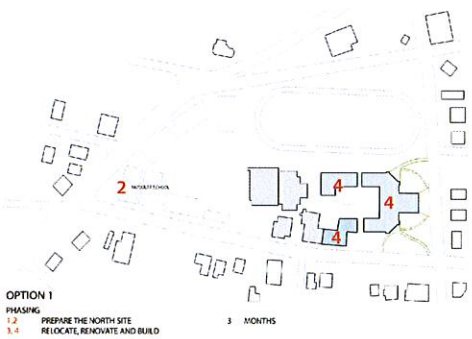 4
4
2
4
OPTION 1
PHASING
1,2 PREPARE THE NORTH SITE 3 MONTHS
3, 4 RELOCATE, RENOVATE AND BUILD